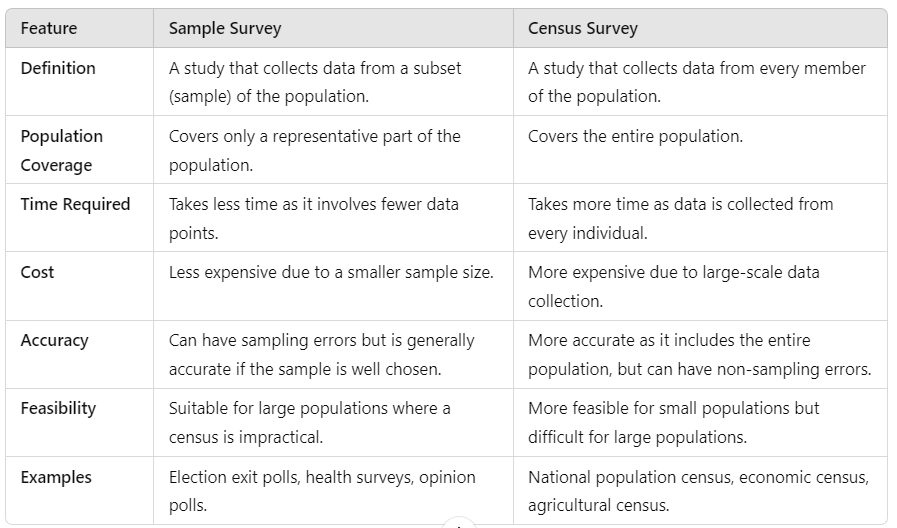 Feature Sample Survey Census Survey
Definition A study that collects data from a subset A study that collects data from every member
(sample) of the population. of the population.
Population Covers only a representative part of the Covers the entire population.
Coverage population.
Time Required Takes less time as it involves fewer data Takes more time as data is collected from
points. every individual.
Cost Less expensive due to a smaller sample size. More expensive due to large-scale data
collection.
Accuracy Can have sampling errors but is generally More accurate as it includes the entire
accurate if the sample is well chosen. population, but can have non-sampling errors.
Feasibility Suitable for large populations where a More feasible for small populations but
census is impractical. difficult for large populations.
Examples Election exit polls, health surveys, opinion National population census, economic census,
polls. agricultural census.